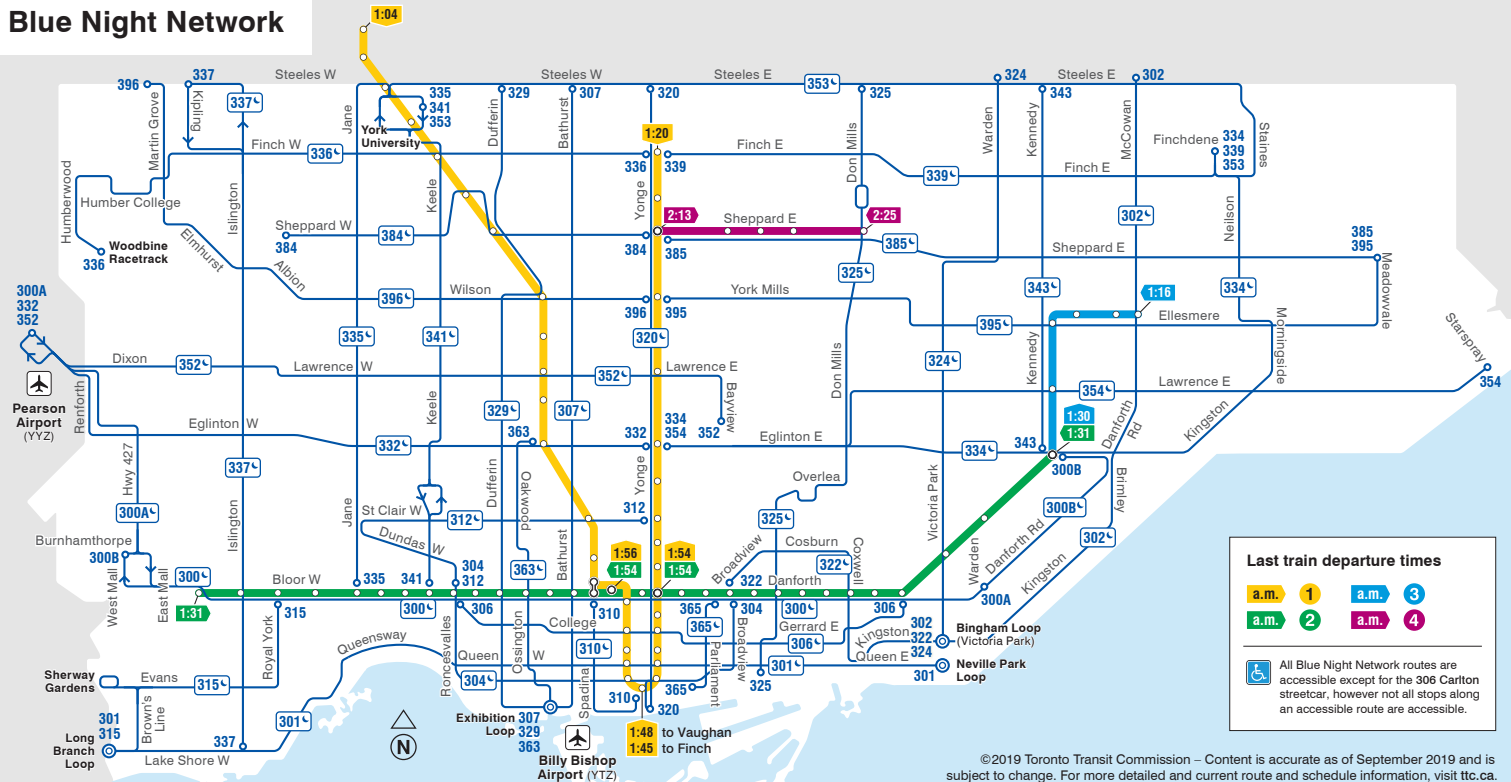 Blue Night Network
1:04
396
337
Steeles W
Steeles W
Steeles E
353
324
Steeles E
302
337
Kipling
Martin Grove
Jane
335
341
353
York
University
329
Dufferin
307
Bathurst
320
325
Don Mills
Warden
343
Kennedy
McCowan
Finchdene
334
339
353
Staines
1:20
Finch W
336
336
339
Finch E
339
Finch E
Humberwood
Humber College
Islington
Keele
Yonge
302
Neilson
Woodbine
Racetrack
336
Elmhurst
Albion
Sheppard W
384
384
2:13
Sheppard E
2:25
384
385
385
Sheppard E
385
395
Meadowvale
300A
332
352
396
Wilson
396
395
York Mills
325
343
334
1:16
Ellesmere
395
335
341
320
Dixon
352
Lawrence W
352
Lawrence E
Bayview
352
324
Kennedy
Morningside
Starspray
354
354
Lawrence E
Pearson
Airport
(YYZ)
Renforth
Keele
329
307
363
Don Mills
Eglinton W
332
332
334
354
Eglinton E
334
343
1:30
1:31
300B
Danforth
Rd
Kingston
Hwy 427
337
Dufferin
Oakwood
Yonge
Overlea
Victoria Park
Brimley
300A
Islington
Jane
St Clair W
312
312
325
300B
Danforth Rd
Burnhamthorpe
300B
Dundas W
Bathurst
Cosburn
Broadview
322
Coxwell
302
Kingston
Warden
West Mall
East Mall
300
1:31
Bloor W
335
341
304
312
363
1:56
1:54
1:54
1:54
322
Danforth
300A
315
300
306
310
365
304
300
306
Royal York
Roncesvalles
Ossington
College
365
Gerrard E
306
Kingston
302
322
324
Bingham Loop
(Victoria Park)
Queensway
Queen
W
310
Parliament
Broadview
301
Queen E
301
Neville Park
Loop
Sherway
Gardens
Evans
315
304
Spadina
310
365
325
320
Brown's
Line
301
315
Long
Branch
Loop
337
Lake Shore W
301
N
Exhibition
Loop
307
329
363
Billy Bishop
Airport (YTZ)
1:48 to Vaughan
1:45 to Finch
Last train departure times
a.m. 1
a.m. 3
a.m. 2
a.m. 4
All Blue Night Network routes are
accessible except for the 306 Carlton
streetcar, however not all stops along
an accessible route are accessible.
©2019 Toronto Transit Commission – Content is accurate as of September 2019 and is
subject to change. For more detailed and current route and schedule information, visit ttc.ca.